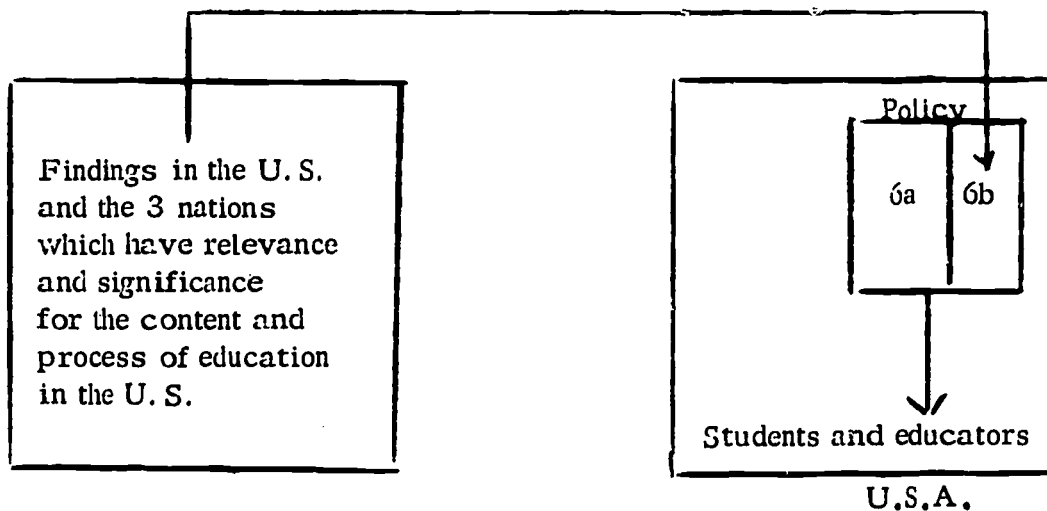 Findings in the U.S.
and the 3 nations
which have relevance
and significance
for the content and
process of education
in the U.S.
Policy
6a 6b
Students and educators
U.S.A.